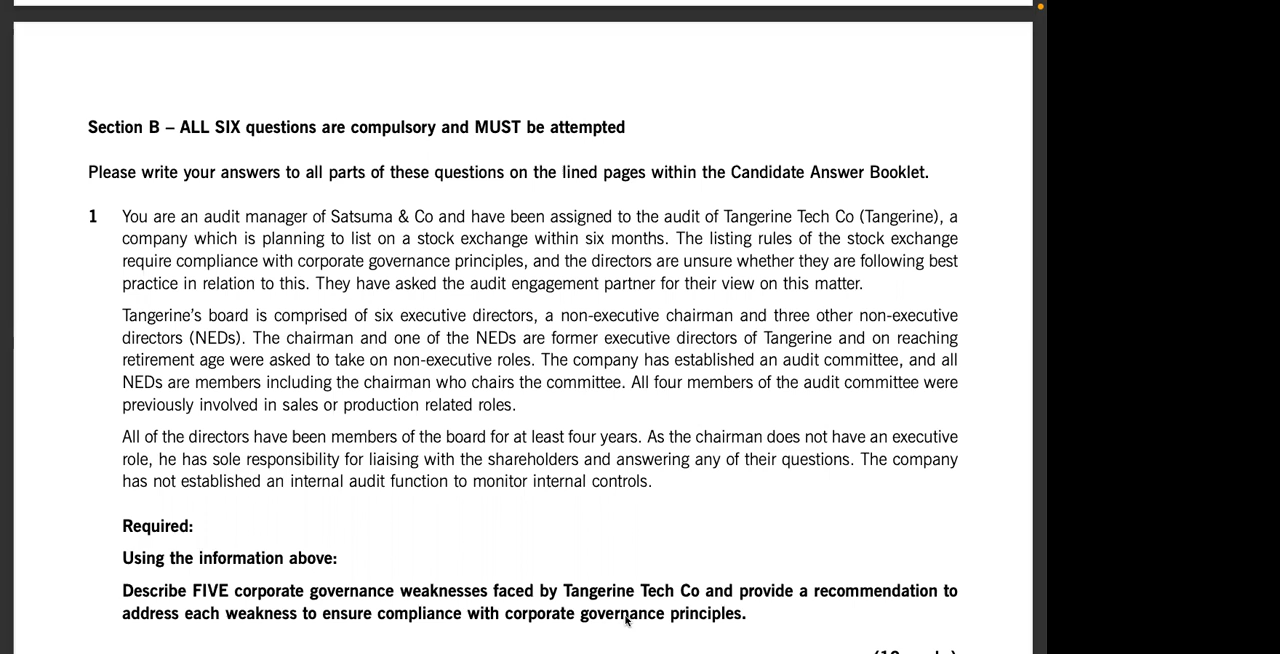 Section B – ALL SIX questions are compulsory and MUST be attempted
Please write your answers to all parts of these questions on the lined pages within the Candidate Answer Booklet.
1 You are an audit manager of Satsuma & Co and have been assigned to the audit of Tangerine Tech Co (Tangerine), a
company which is planning to list on a stock exchange within six months. The listing rules of the stock exchange
require compliance with corporate governance principles, and the directors are unsure whether they are following best
practice in relation to this. They have asked the audit engagement partner for their view on this matter.
Tangerine's board is comprised of six executive directors, a non-executive chairman and three other non-executive
directors (NEDs). The chairman and one of the NEDs are former executive directors of Tangerine and on reaching
retirement age were asked to take on non-executive roles. The company has established an audit committee, and all
NEDs are members including the chairman who chairs the committee. All four members of the audit committee were
previously involved in sales or production related roles.
All of the directors have been members of the board for at least four years. As the chairman does not have an executive
role, he has sole responsibility for liaising with the shareholders and answering any of their questions. The company
has not established an internal audit function to monitor internal controls.
Required:
Using the information above:
Describe FIVE corporate governance weaknesses faced by Tangerine Tech Co and provide a recommendation to
address each weakness to ensure compliance with corporate governance principles.